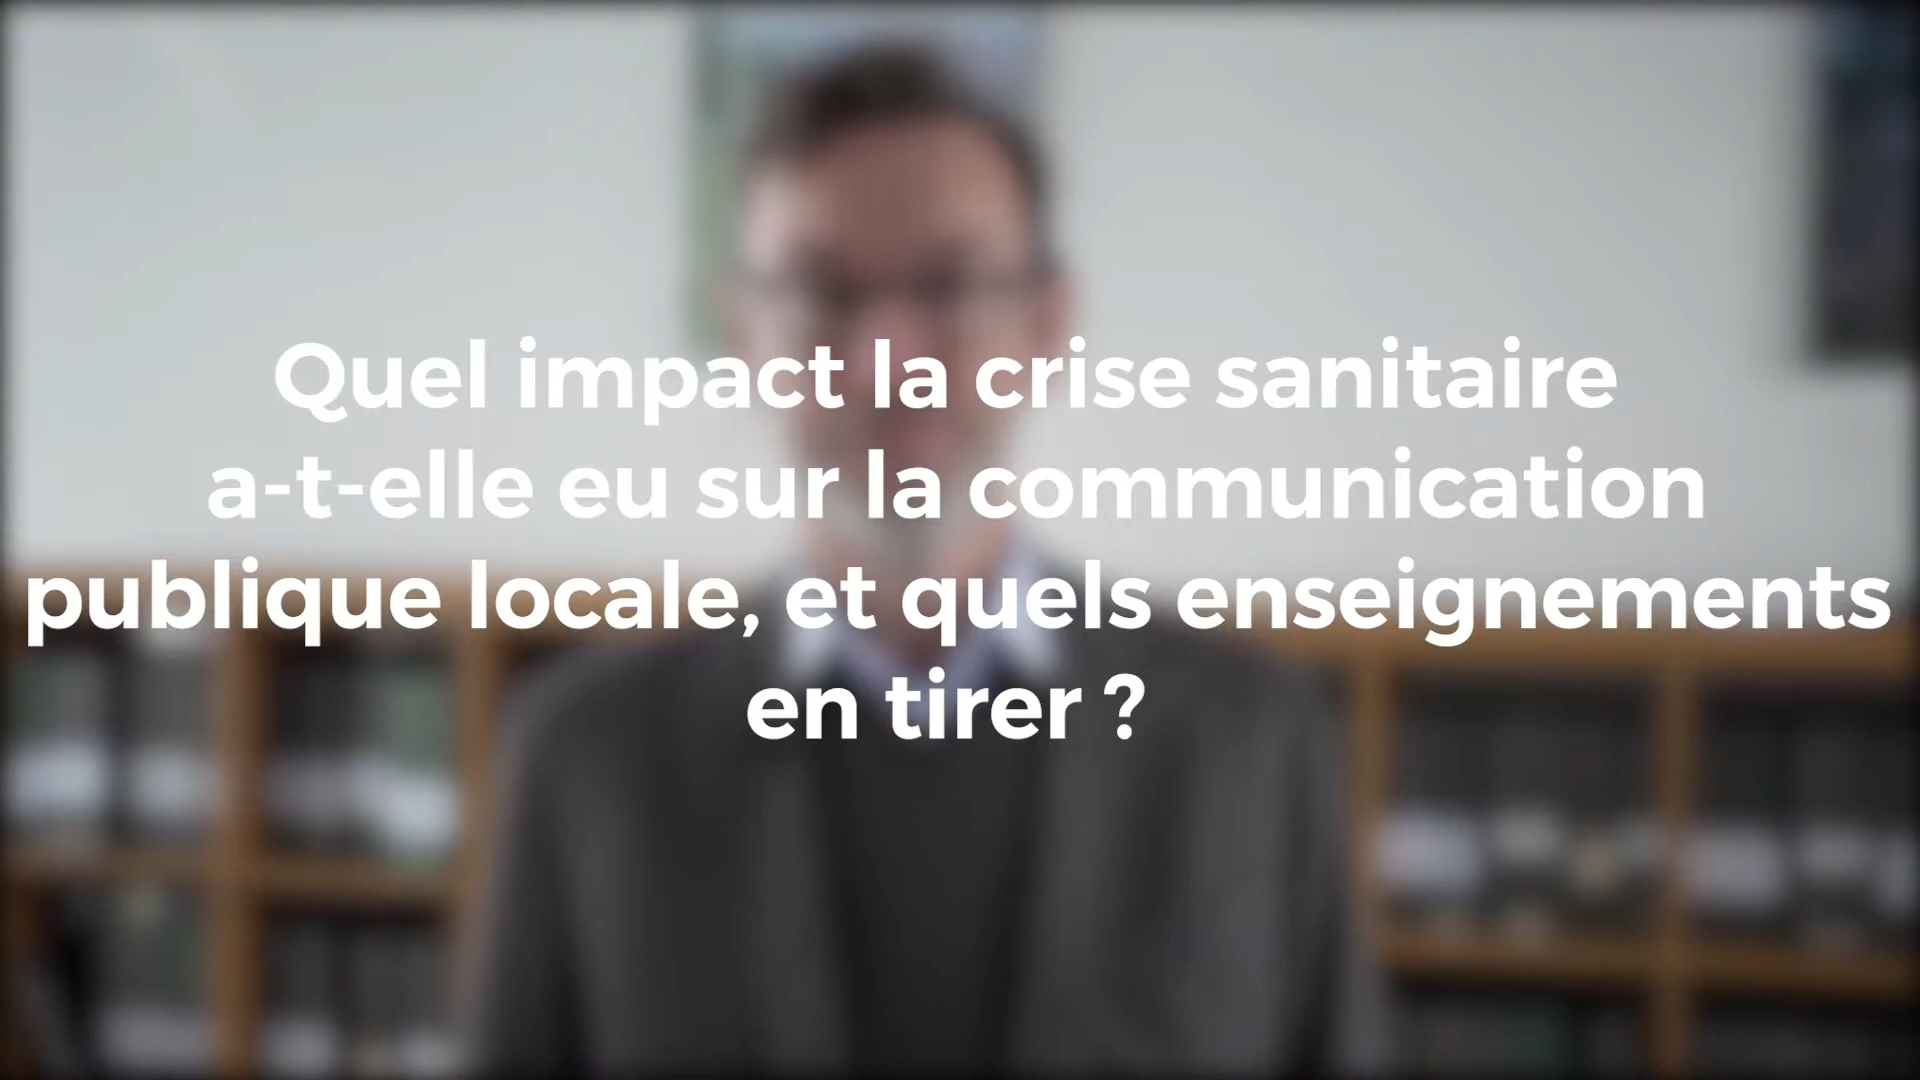 Quel impact la crise sanitaire
a-t-elle eu sur la communication
publique locale, et quels enseignements
en tirer ?